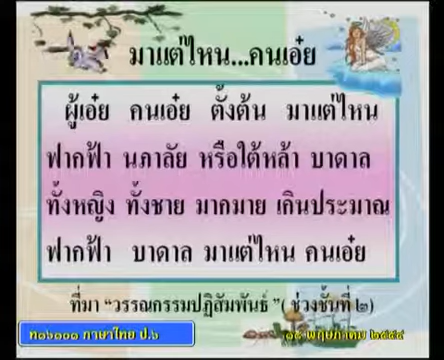 มาแต่ไหน...คนเอ๋ย
ผู้เอ๋ย คนเอ๋ย ตั้งต้น มาแต่ไหน
ฟากฟ้า นภาลัย หรือใต้หล้า บาดาล
ทั้งหญิง ทั้งชาย มากมาย เกินประมาณ
ฟากฟ้า บาดาล มาแต่ไหน คนเอ๋ย
ที่มา “วรรณกรรมปฏิสัมพันธ์ ”( ช่วงชั้นที่ ๒)
ท๑๖๑๐๑ ภาษาไทย ป.๖
๑๕ พฤษภาคม ๒๕๕๔